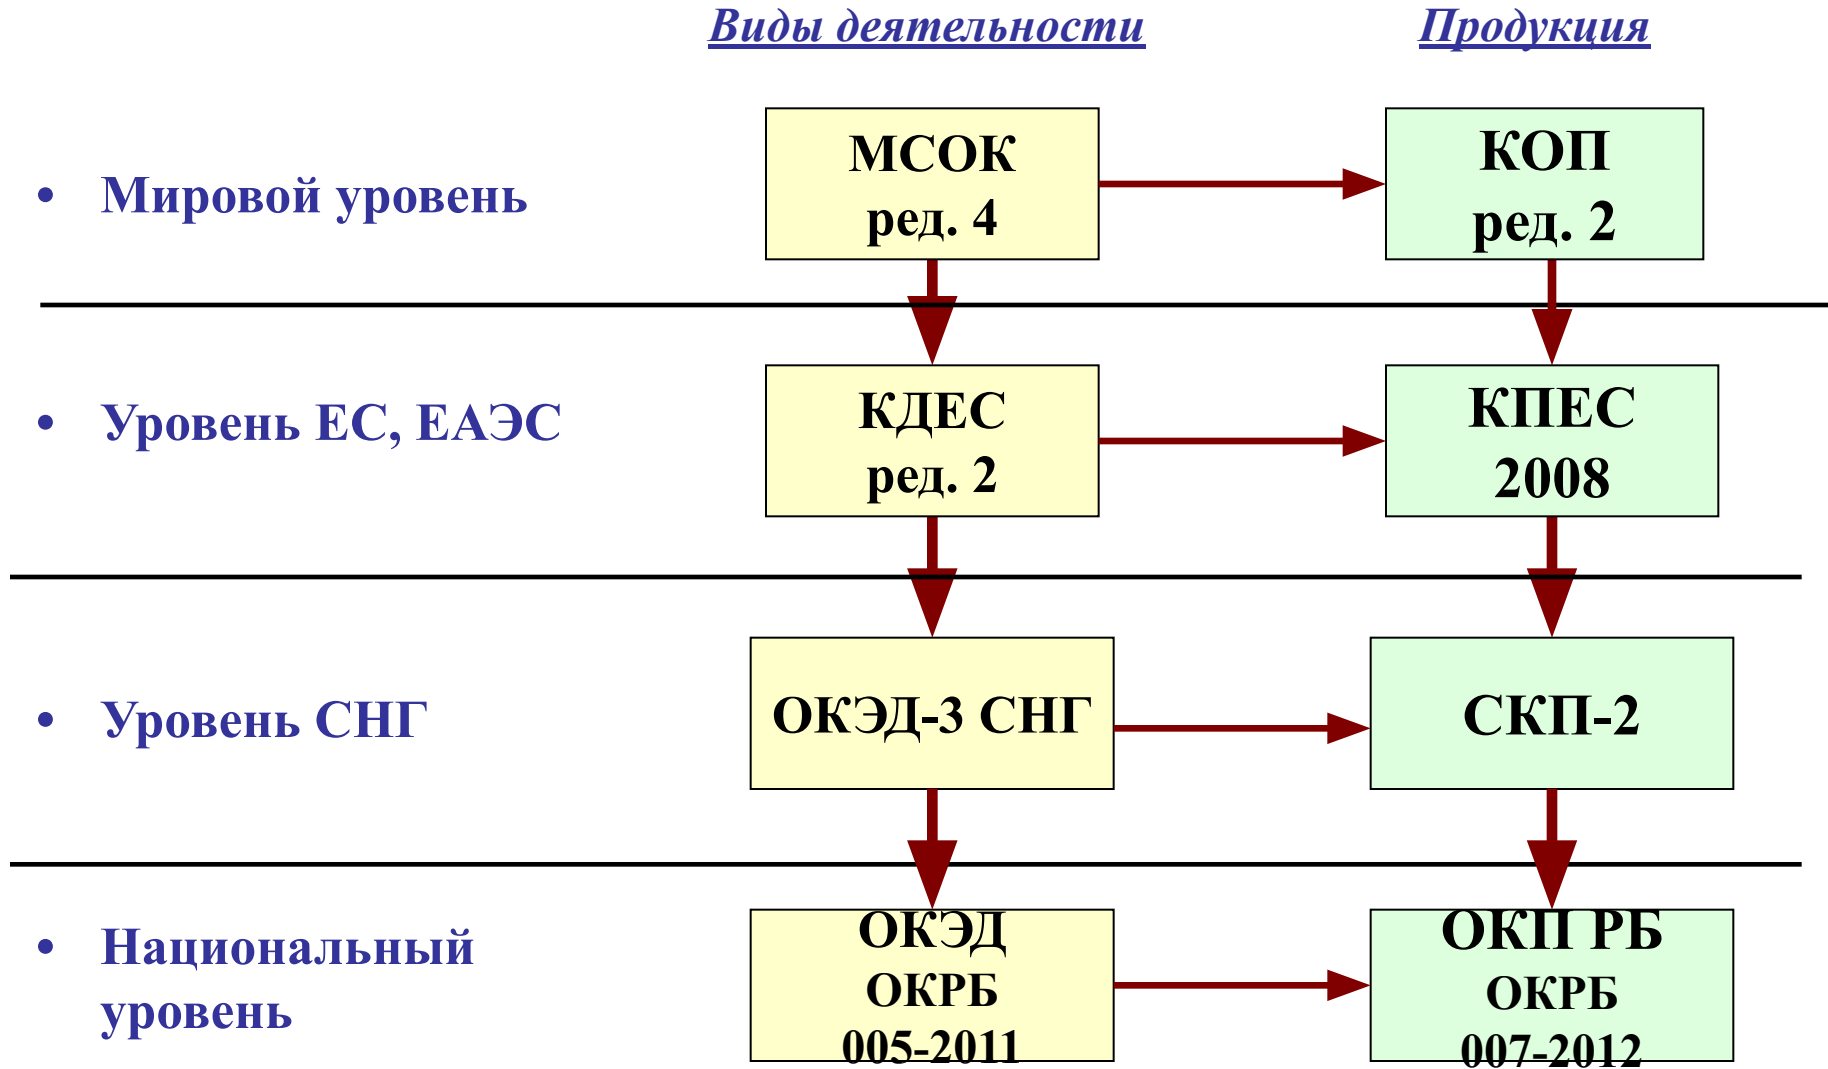 Виды деятельности
Продукция
• Мировой уровень
МСОК
ред. 4
КОП
ред. 2
• Уровень ЕС, ЕАЭС
КДЕС
ред. 2
КПЕС
2008
• Уровень СНГ
ОКЭД-3 СНГ
СКП-2
• Национальный
уровень
ОКЭД
ОКРБ
005-2011
ОКП РБ
ОКРБ
007-2012